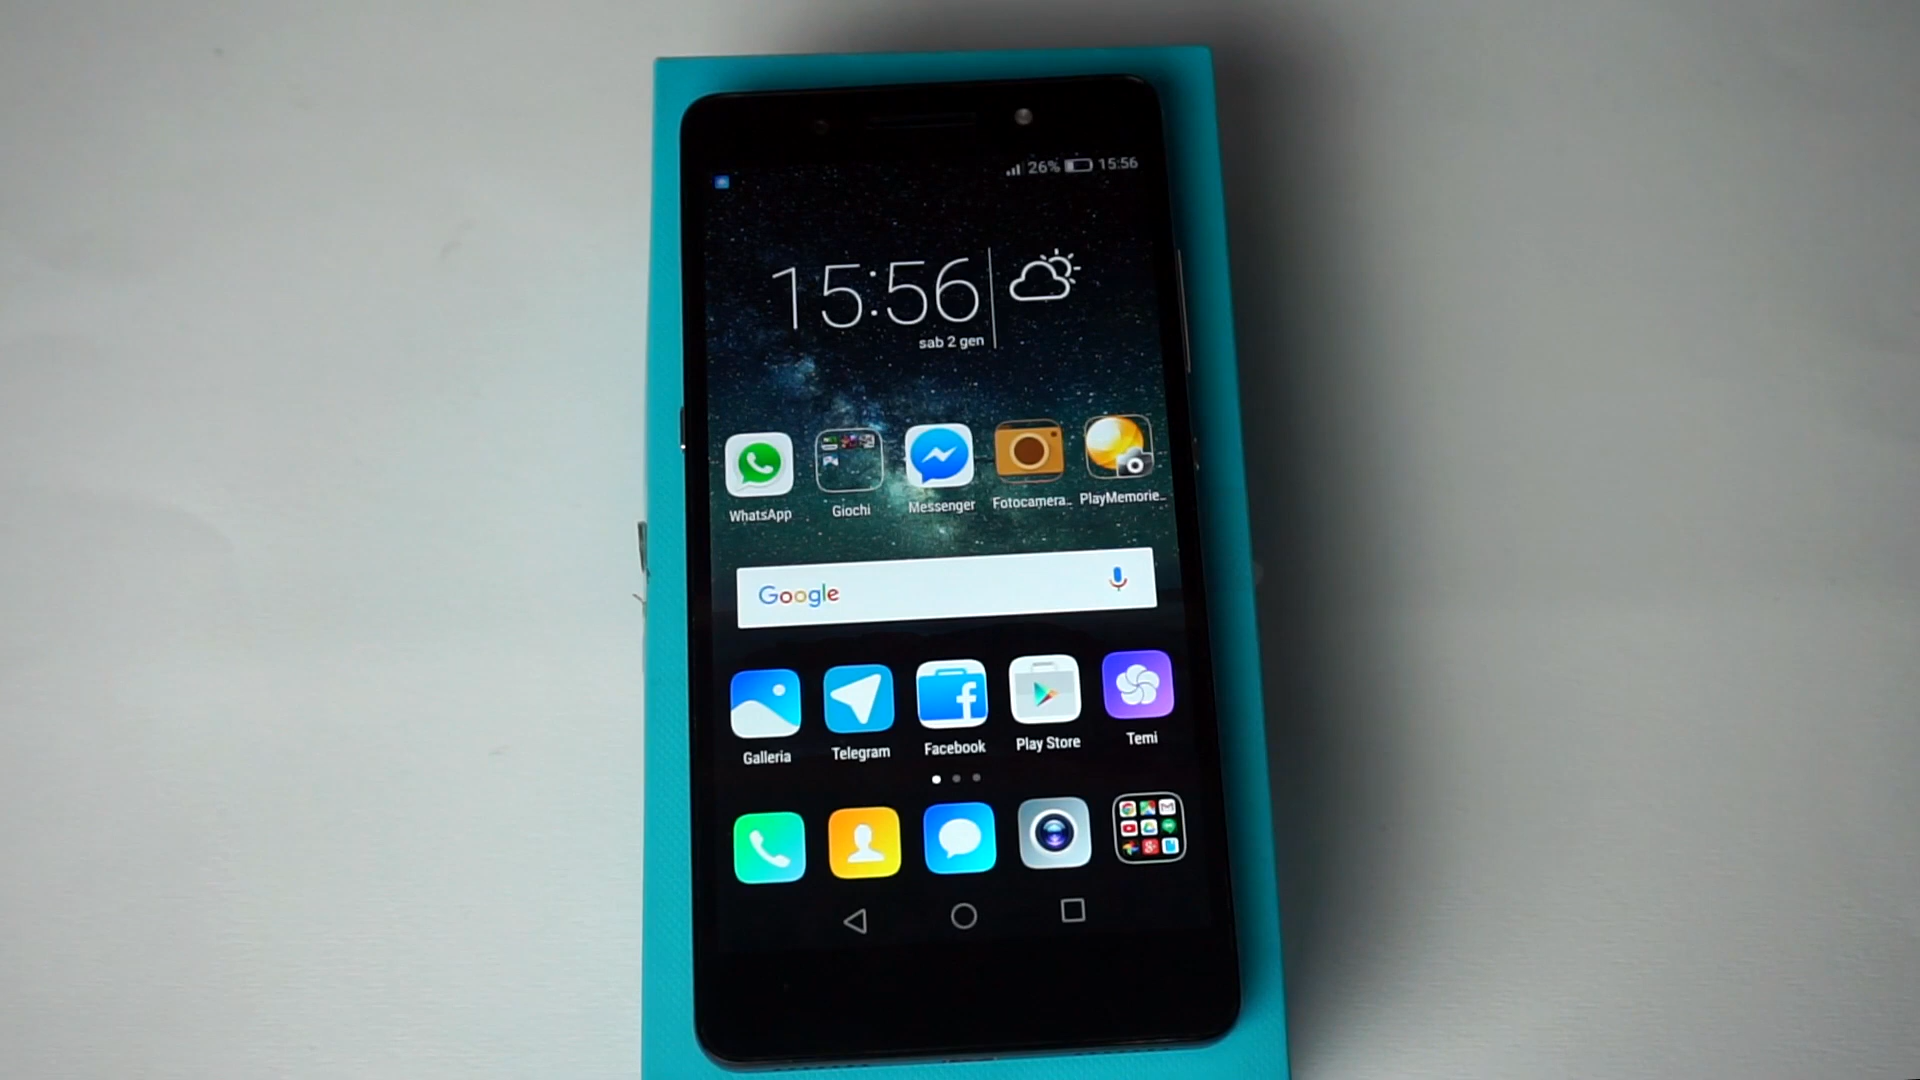 26% 15:56
15:56
sab 2 gen
WhatsApp Giochi Messenger Fotocamera.. PlayMemorie..
Google
Galleria Telegram Facebook Play Store Temi